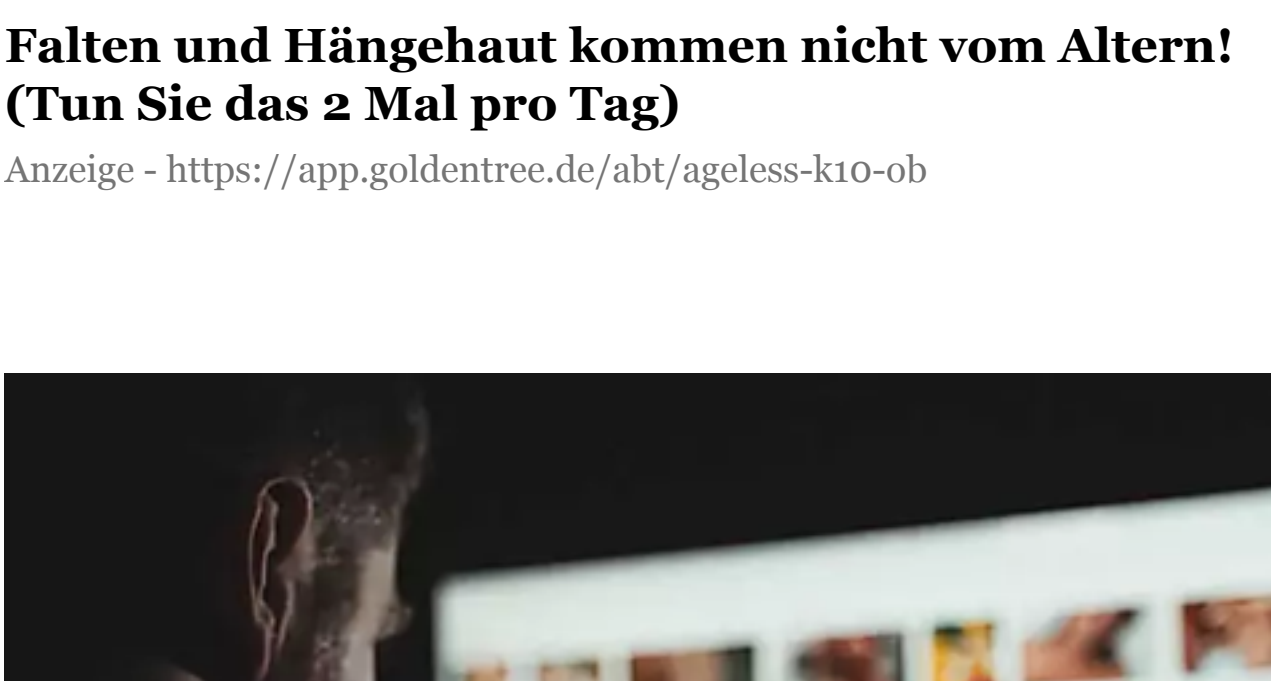 Falten und Hängehaut kommen nicht vom Altern!
(Tun Sie das 2 Mal pro Tag)
Anzeige - https://app.goldentree.de/abt/ageless-k10-ob